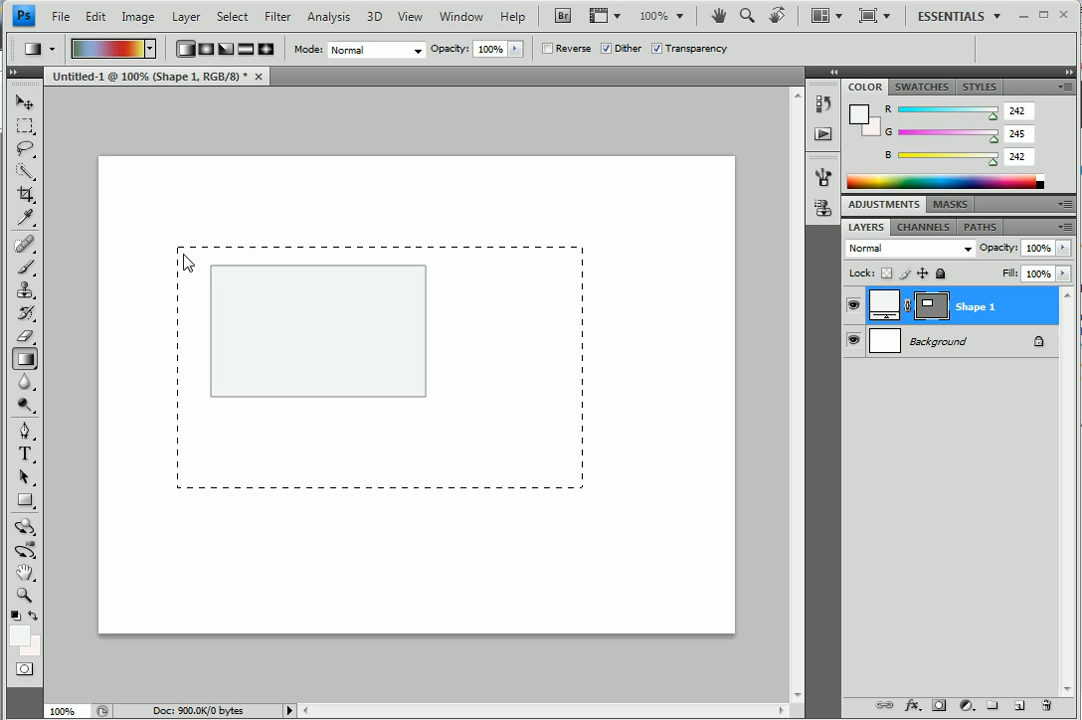 Ps File Edit Image Layer Select Filter Analysis 3D View Window Help Br 100% ESSENTIALS
Mode: Normal Opacity: 100% Reverse Dither Transparency
Untitled-1 @ 100% (Shape 1, RGB/8) *
COLOR SWATCHES STYLES
R 242
G 245
B 242
ADJUSTMENTS MASKS
LAYERS CHANNELS PATHS
Normal Opacity: 100%
Lock: Fill: 100%
Shape 1
Background
T
fx
100% Doc: 900.0K/0 bytes